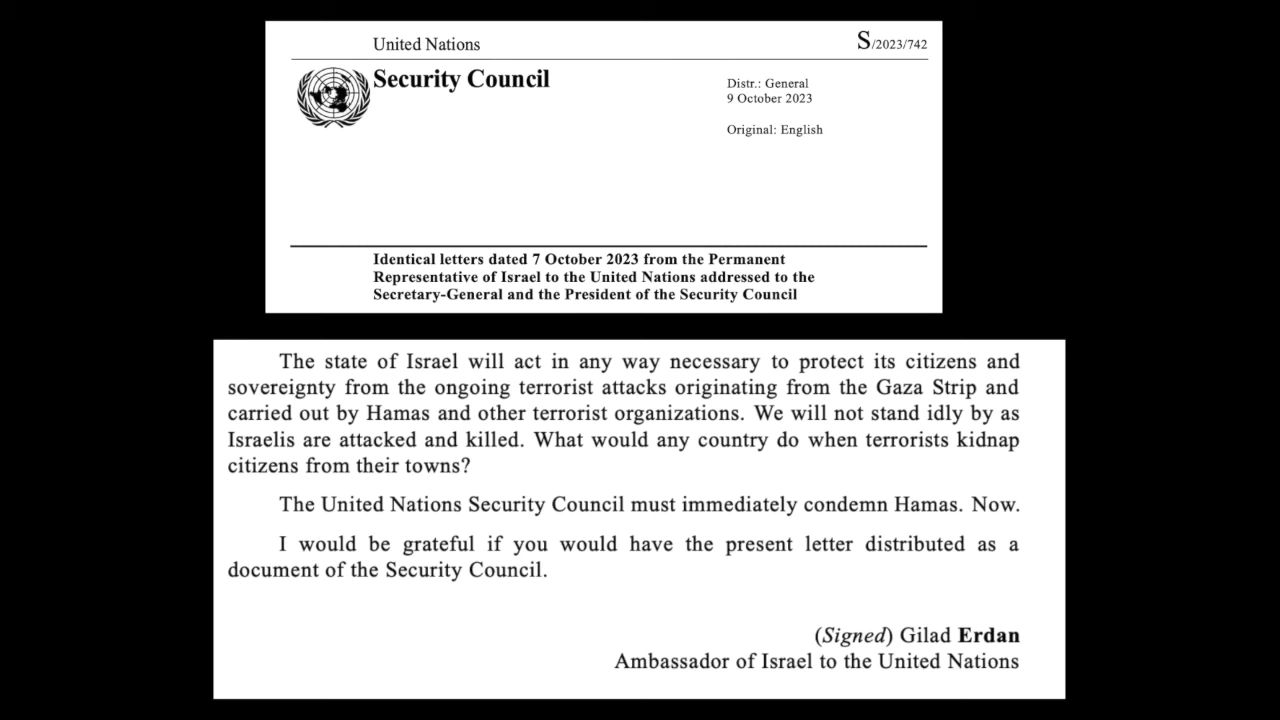 United Nations
S/2023/742
Security Council
Distr.: General
9 October 2023
Original: English
Identical letters dated 7 October 2023 from the Permanent
Representative of Israel to the United Nations addressed to the
Secretary-General and the President of the Security Council
The state of Israel will act in any way necessary to protect its citizens and
sovereignty from the ongoing terrorist attacks originating from the Gaza Strip and
carried out by Hamas and other terrorist organizations. We will not stand idly by as
Israelis are attacked and killed. What would any country do when terrorists kidnap
citizens from their towns?
The United Nations Security Council must immediately condemn Hamas. Now.
I would be grateful if you would have the present letter distributed as a
document of the Security Council.
(Signed) Gilad Erdan
Ambassador of Israel to the United Nations